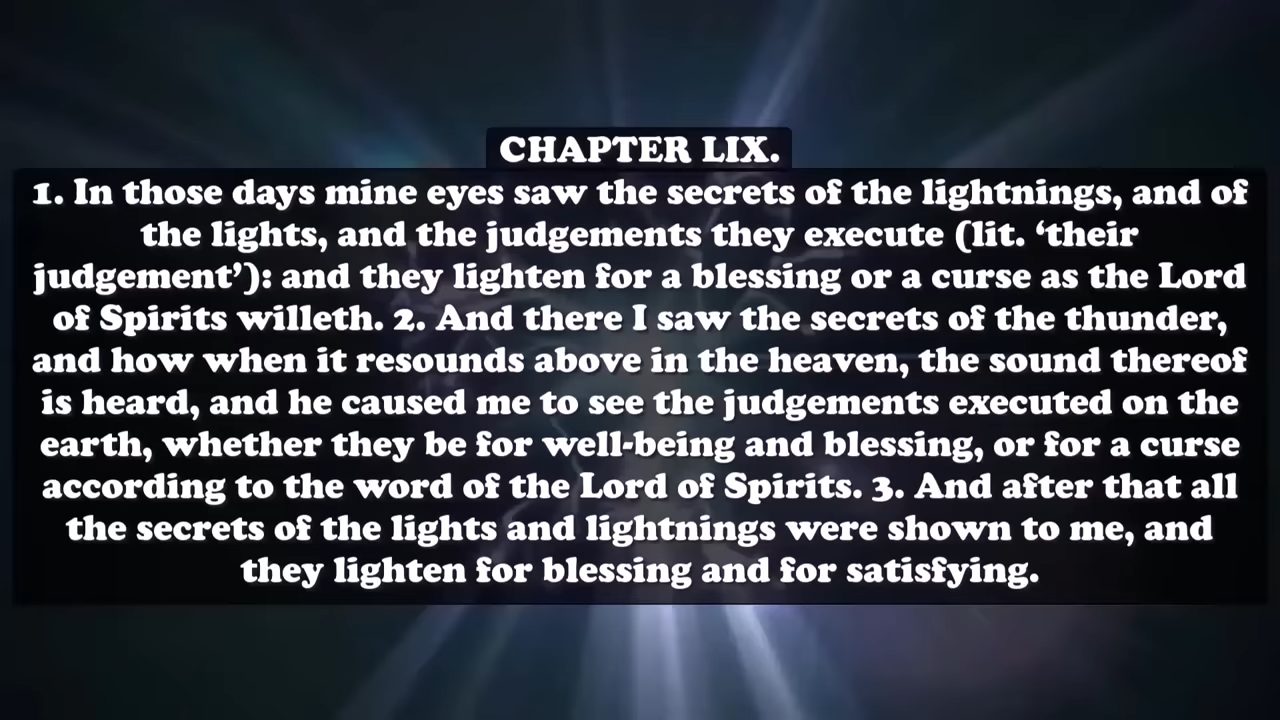 CHAPTER LIX.
1. In those days mine eyes saw the secrets of the lightnings, and of
the lights, and the judgements they execute (lit. ‘their
judgement’): and they lighten for a blessing or a curse as the Lord
of Spirits willeth. 2. And there I saw the secrets of the thunder,
and how when it resounds above in the heaven, the sound thereof
is heard, and he caused me to see the judgements executed on the
earth, whether they be for well-being and blessing, or for a curse
according to the word of the Lord of Spirits. 3. And after that all
the secrets of the lights and lightnings were shown to me, and
they lighten for blessing and for satisfying.